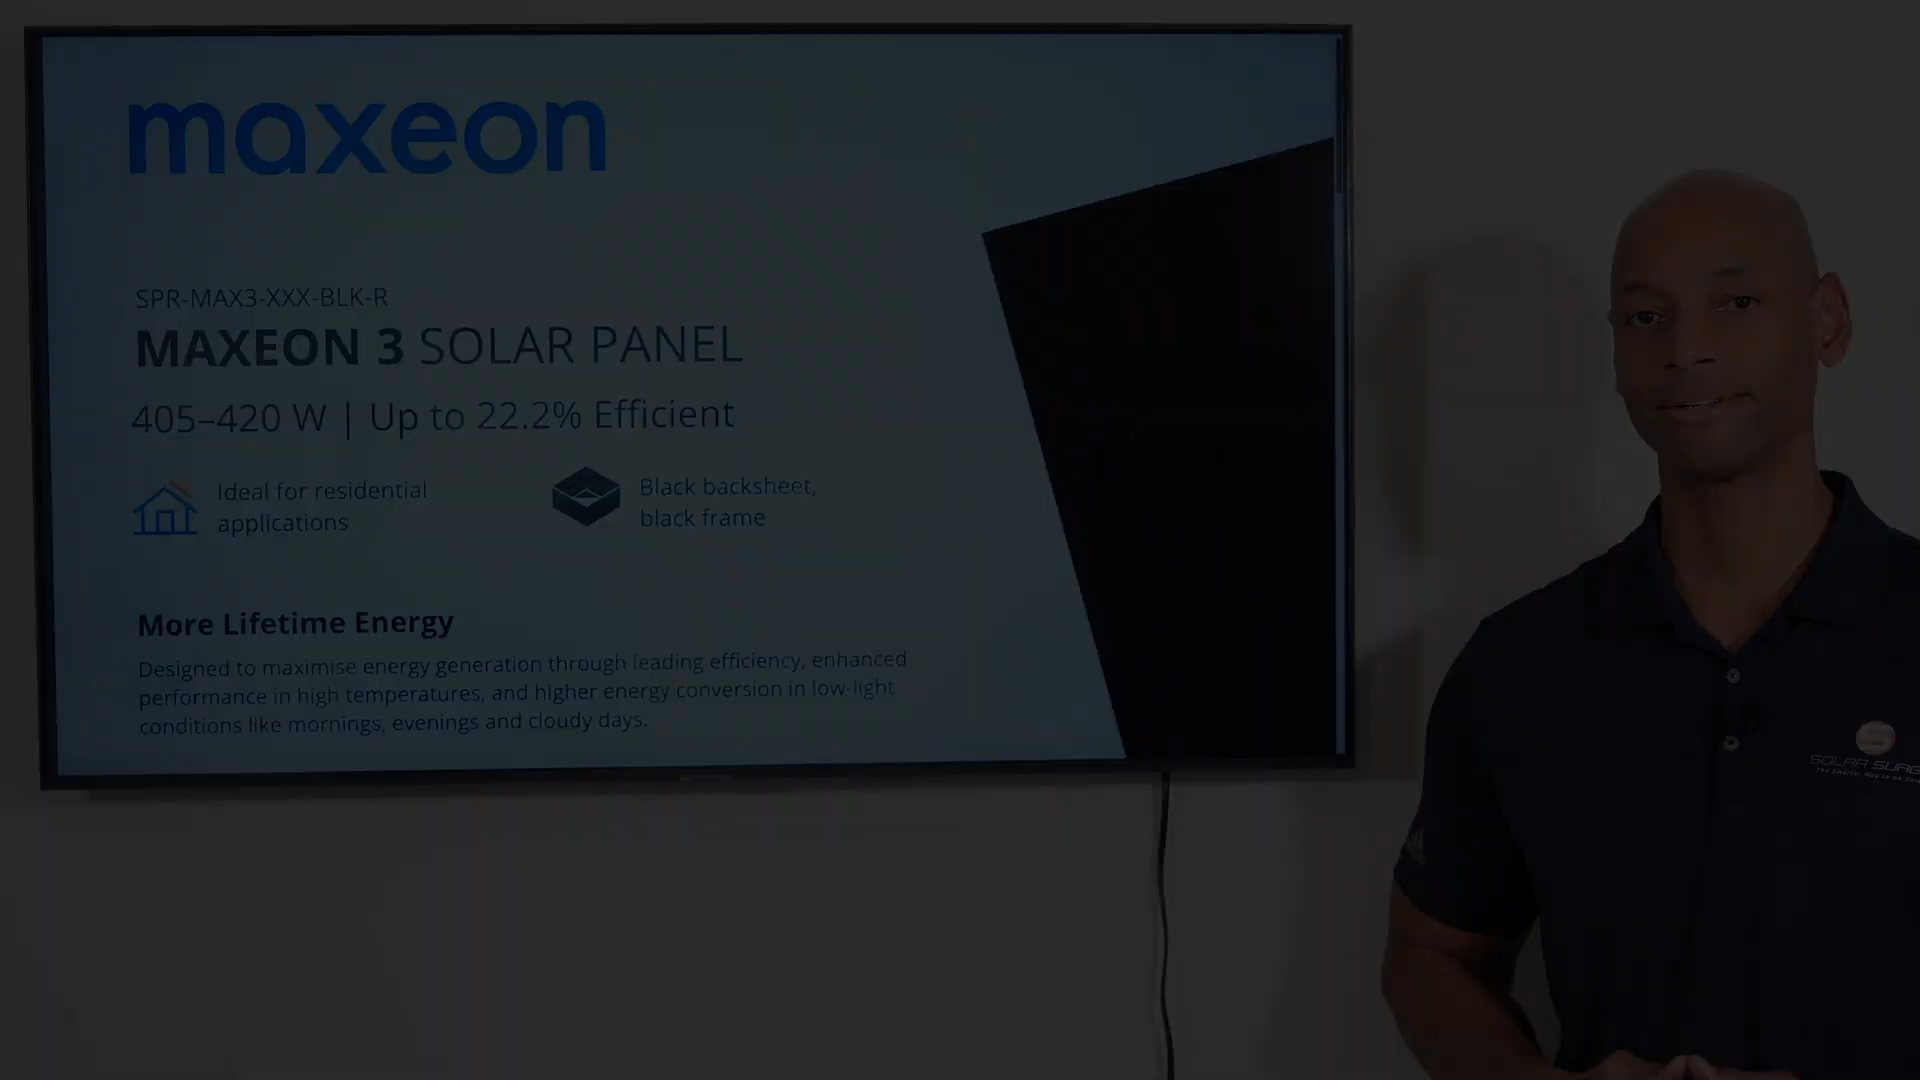 maxeon
SPR-MAX3-XXX-BLK-R
MAXEON 3 SOLAR PANEL
405–420 W | Up to 22.2% Efficient
Ideal for residential
applications
Black backsheet,
black frame
More Lifetime Energy
Designed to maximise energy generation through leading efficiency, enhanced
performance in high temperatures, and higher energy conversion in low-light
conditions like mornings, evenings and cloudy days.
SOLAR SURG